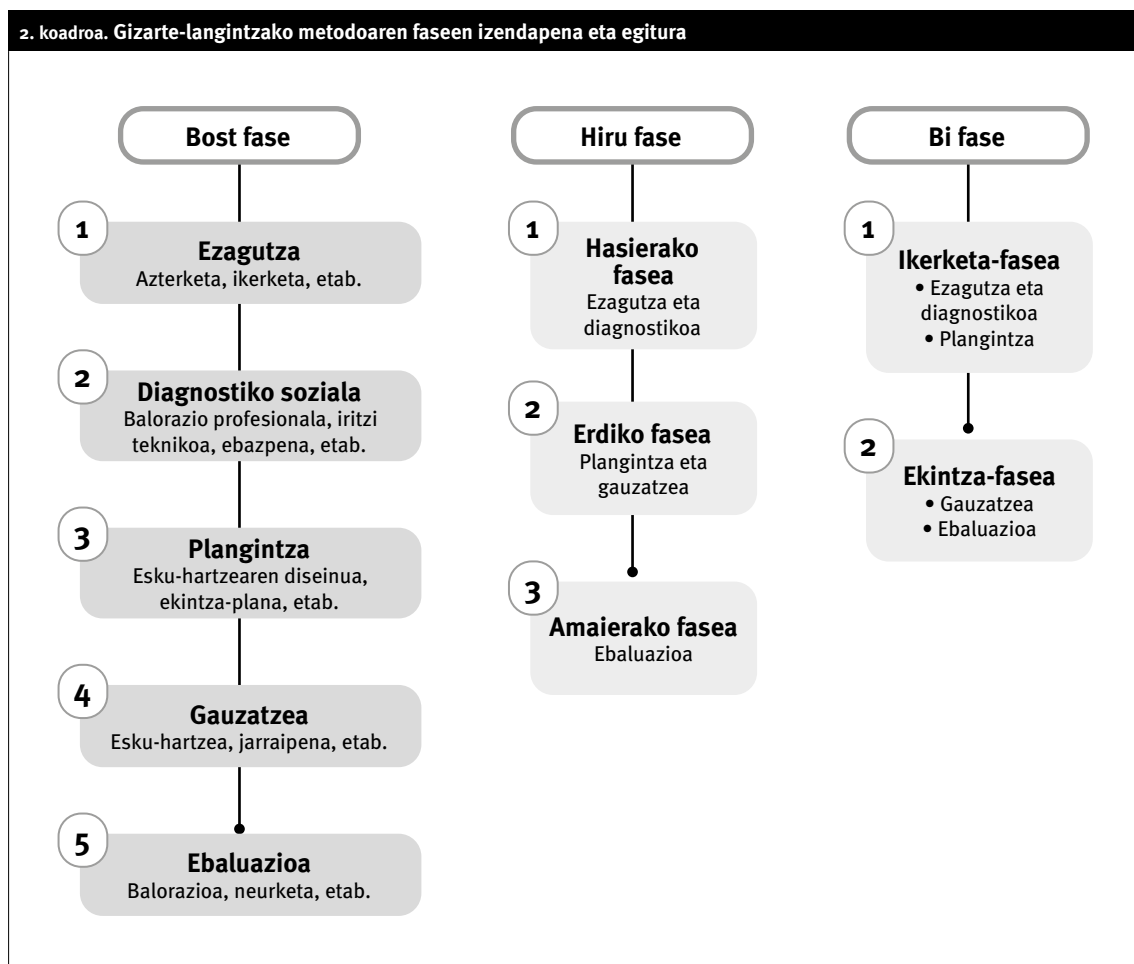 2. koadroa. Gizarte-langintzako metodoaren faseen izendapena eta egitura
Bost fase
1
Ezagutza
Azterketa, ikerketa, etab.
2
Diagnostiko soziala
Balorazio profesionala, iritzi
teknikoa, ebazpena, etab.
3
Plangintza
Esku-hartzearen diseinua,
ekintza-plana, etab.
4
Gauzatzea
Esku-hartzea, jarraipena, etab.
5
Ebaluazioa
Balorazioa, neurketa, etab.
Hiru fase
1
Hasierako
fasea
Ezagutza eta
diagnostikoa
2
Erdiko fasea
Plangintza eta
gauzatzea
3
Amaierako fasea
Ebaluazioa
Bi fase
1
Ikerketa-fasea
• Ezagutza eta
diagnostikoa
• Plangintza
2
Ekintza-fasea
• Gauzatzea
• Ebaluazioa